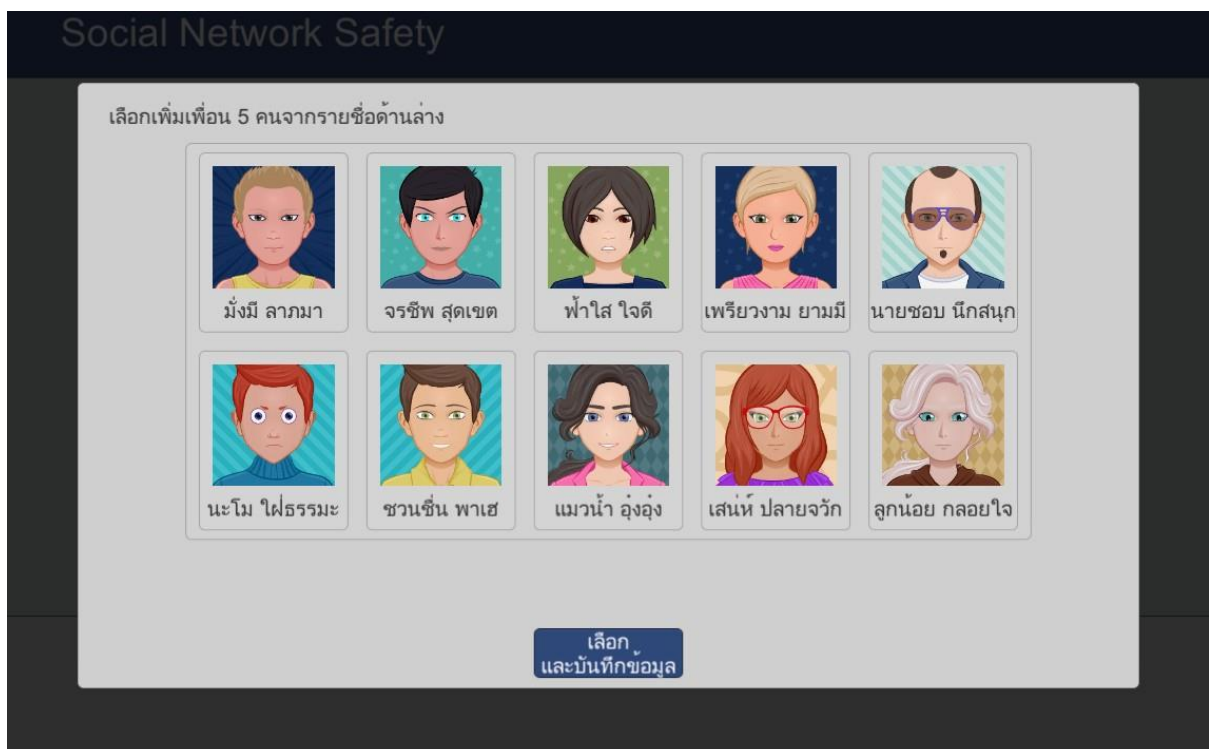 Social Network Safety
เลือกเพิ่มเพื่อน 5 คนจากรายชื่อด้านล่าง
มั่งมี ลาภมา
จรชีพ สุดเขต
ฟ้าใส ใจดี
เพรียวงาม ยามมี
นายชอบ นึกสนุก
นะโม ใฝ่ธรรมะ
ชวนชื่น พาเฮ
แมวน้ำ อุ๋งอุ๋ง
เสน่ห์ ปลายจวัก
ลูกน้อย กลอยใจ
เลือก
และบันทึกข้อมูล